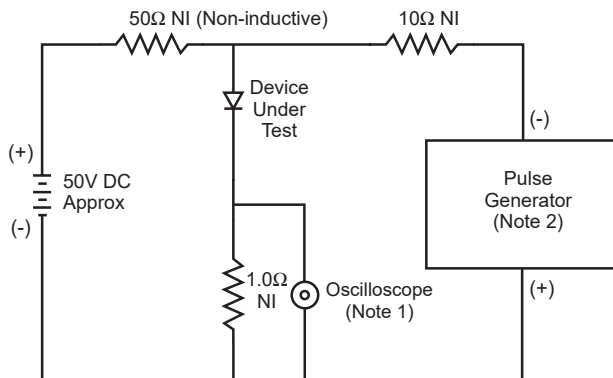 50Ω NI (Non-inductive)
10Ω NI
Device
Under
Test
(-)
(+)
50V DC
Approx
(-)
Pulse
Generator
(Note 2)
1.0Ω
NI
Oscilloscope
(Note 1)
(+)